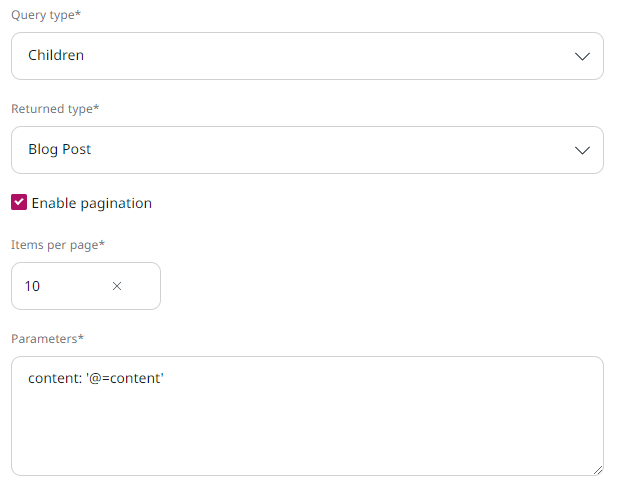 Query type*
Children
Returned type*
Blog Post
Enable pagination
Items per page*
10
Parameters*
content: '@=content'